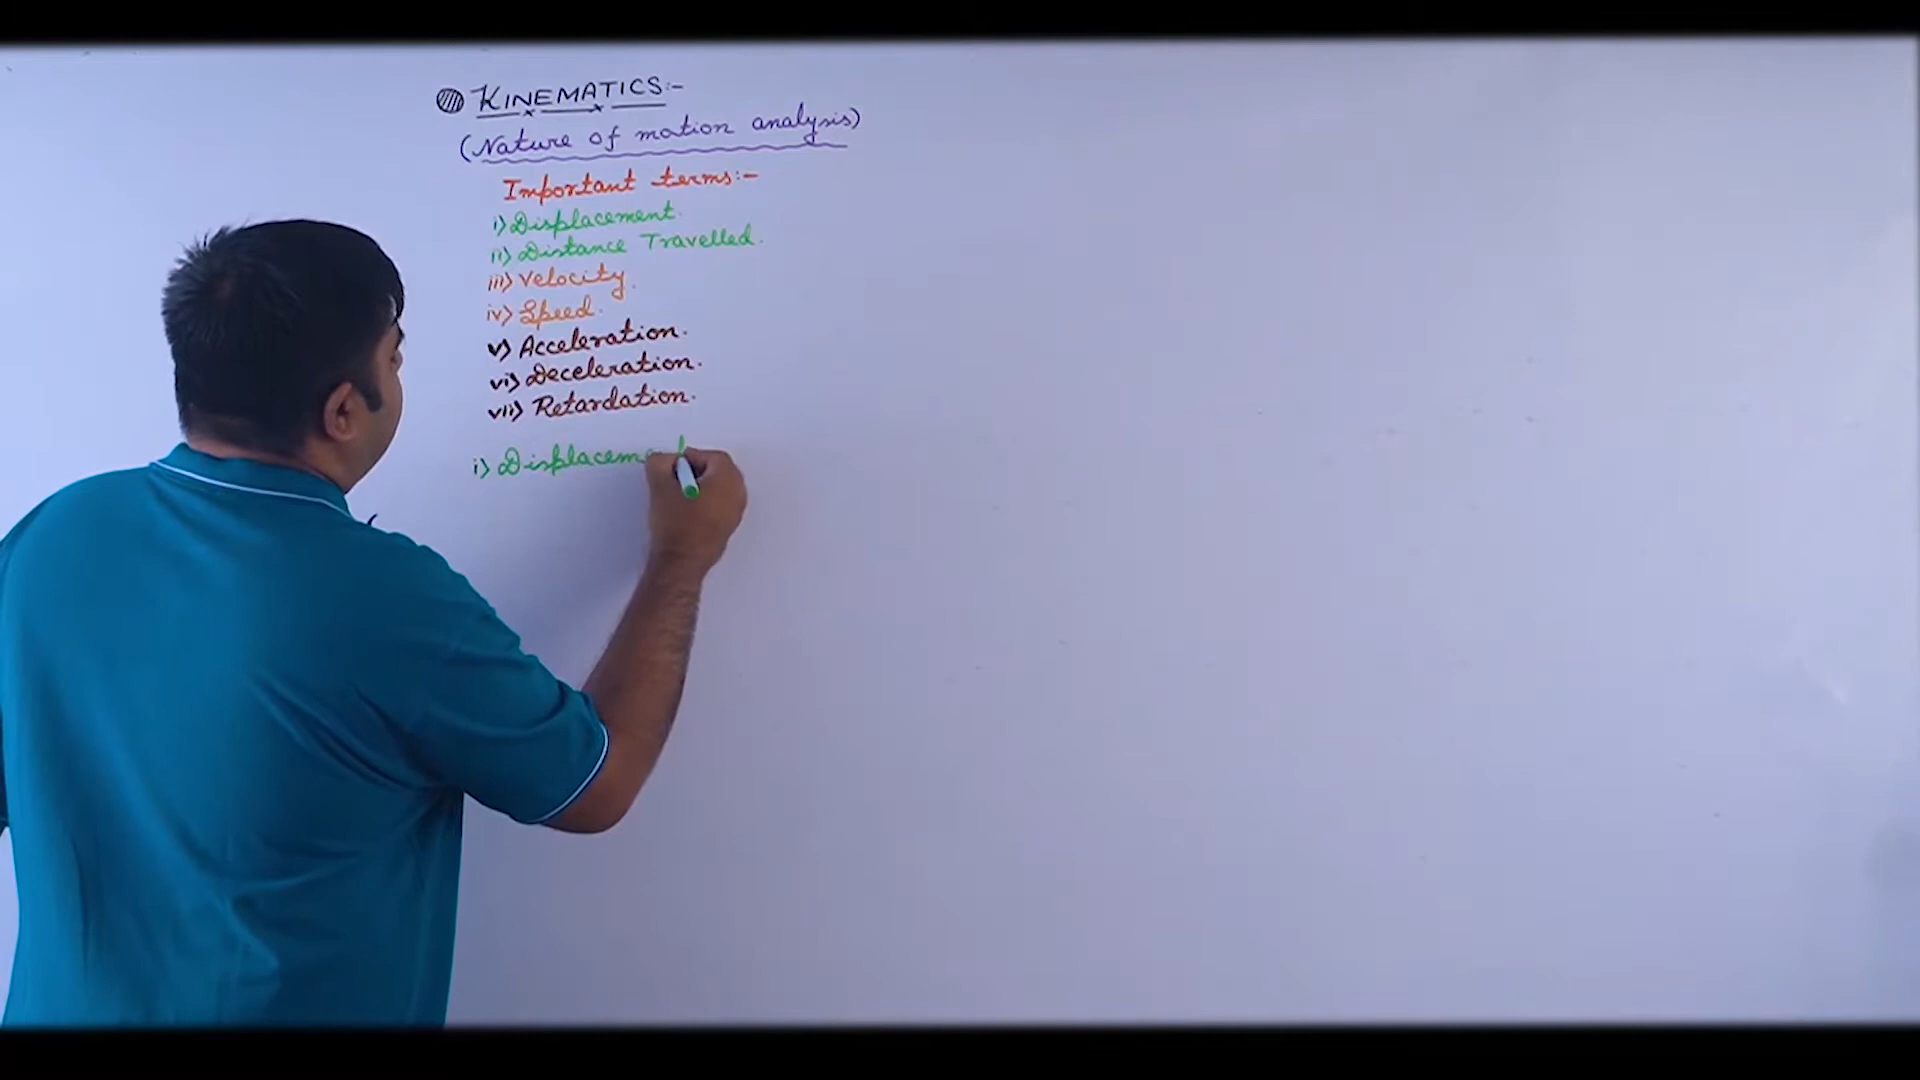 KINEMATICS:-
(Nature of motion analysis)
Important terms:-
i) Displacement.
ii) Distance Travelled.
iii) Velocity.
iv) Speed.
v) Acceleration.
vi) Deceleration.
vii) Retardation.
i) Displacement